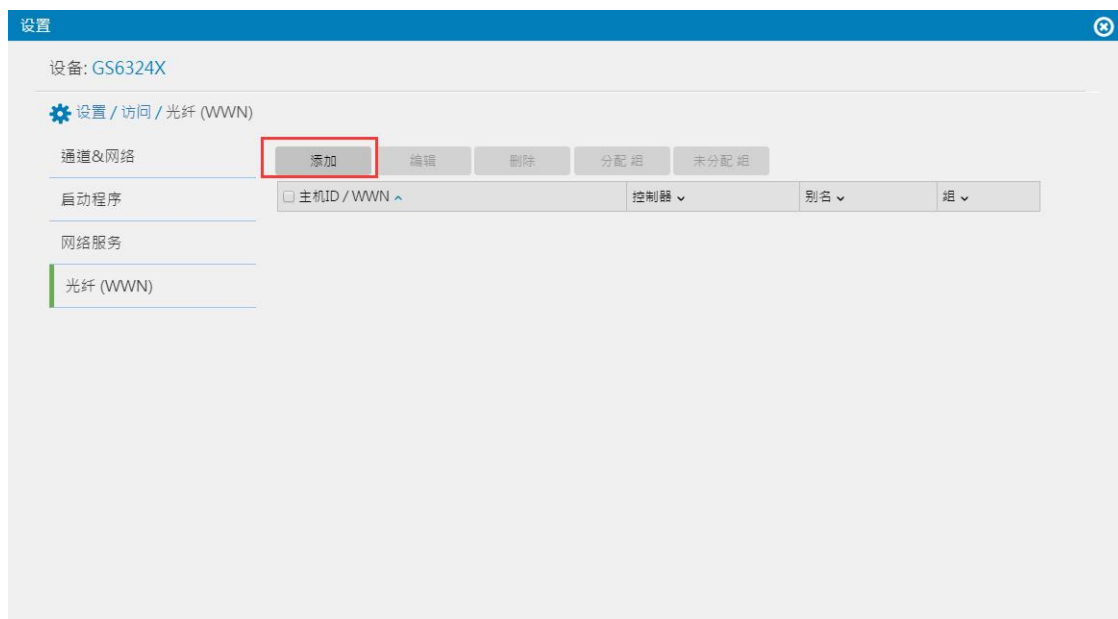 设置
设备: GS6324X
设置 / 访问 / 光纤 (WWN)
通道&网络
启动程序
网络服务
光纤 (WWN)
添加 编辑 删除 分配 組 未分配 組
主机ID / WWN 控制器 别名 組